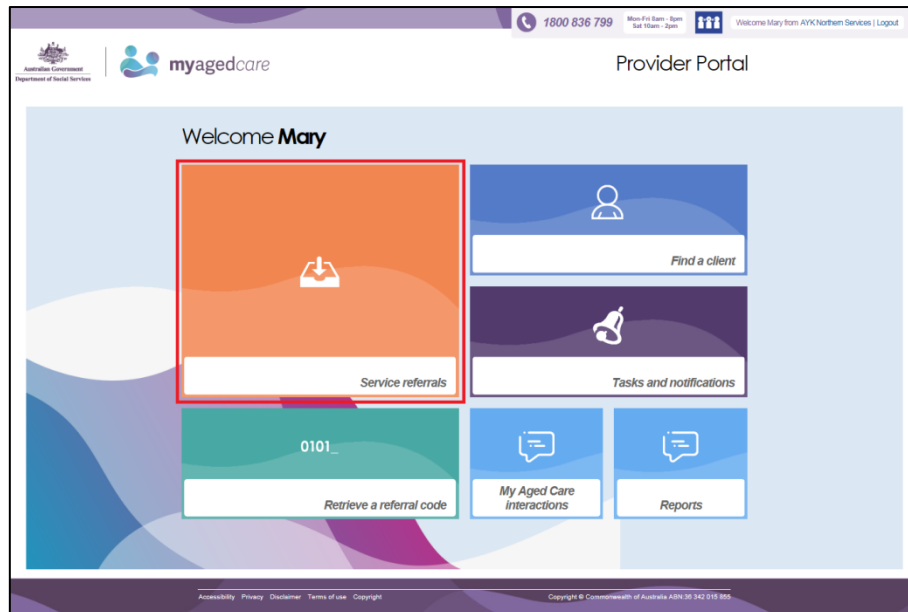 1800 836 799
Mon-Fri 8am - 8pm
Sat 10am - 2pm
Welcome Mary from AYK Northern Services | Logout
Australian Government
Department of Social Services
myagedcare
Provider Portal
Welcome Mary
Find a client
Service referrals
Tasks and notifications
0101_
Retrieve a referral code
My Aged Care
interactions
Reports
Accessibility Privacy Disclaimer Terms of use Copyright
Copyright © Commonwealth of Australia ABN:36 342 015 855